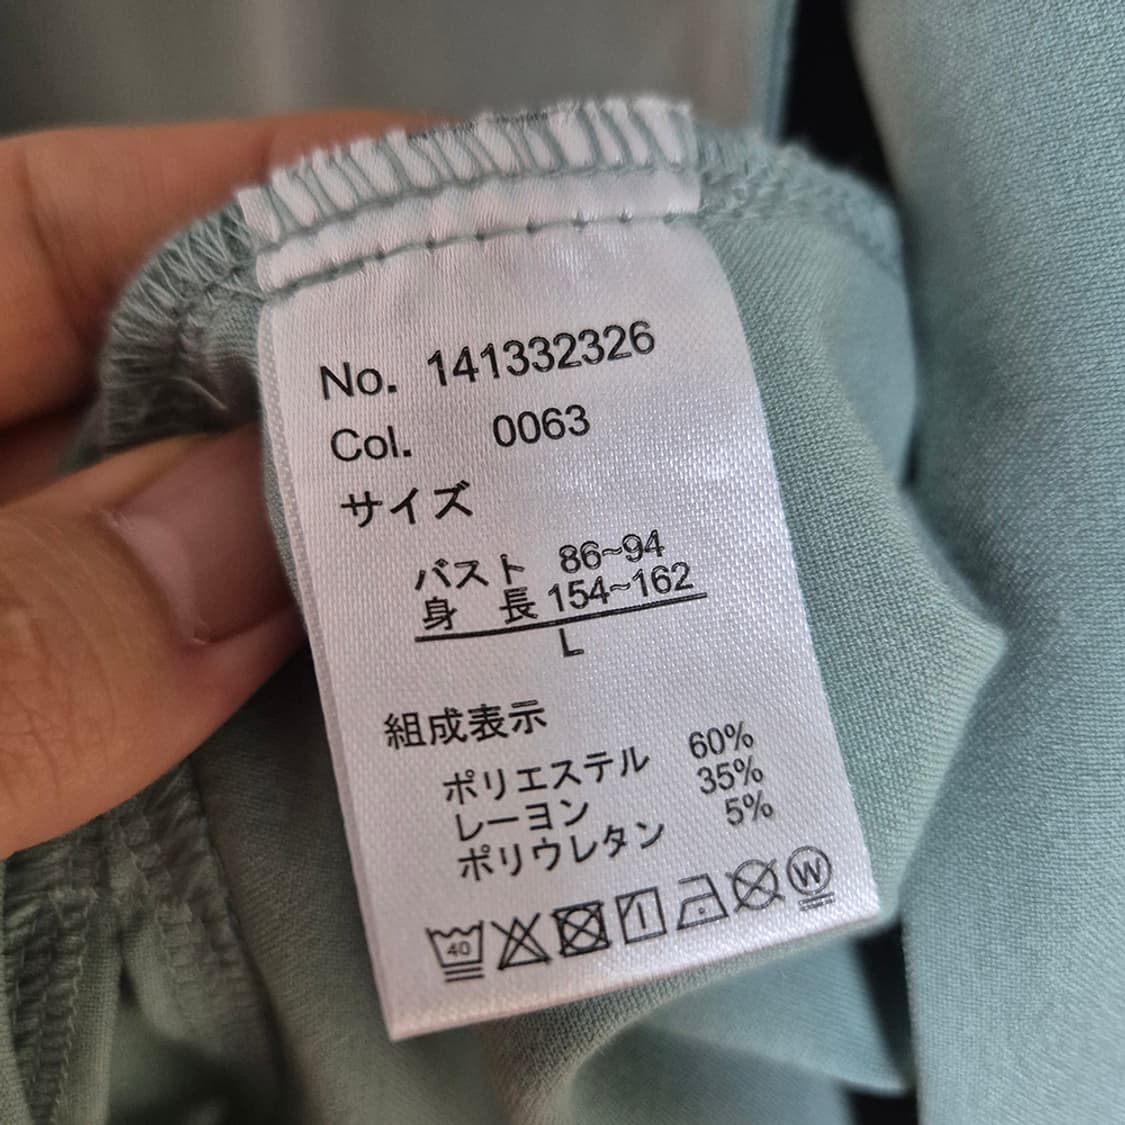 No. 141332326
Col. 0063
サイズ
バスト 86~94
身 長 154~162
L
組成表示
ポリエステル 60%
レーヨン 35%
ポリウレタン 5%
40 W